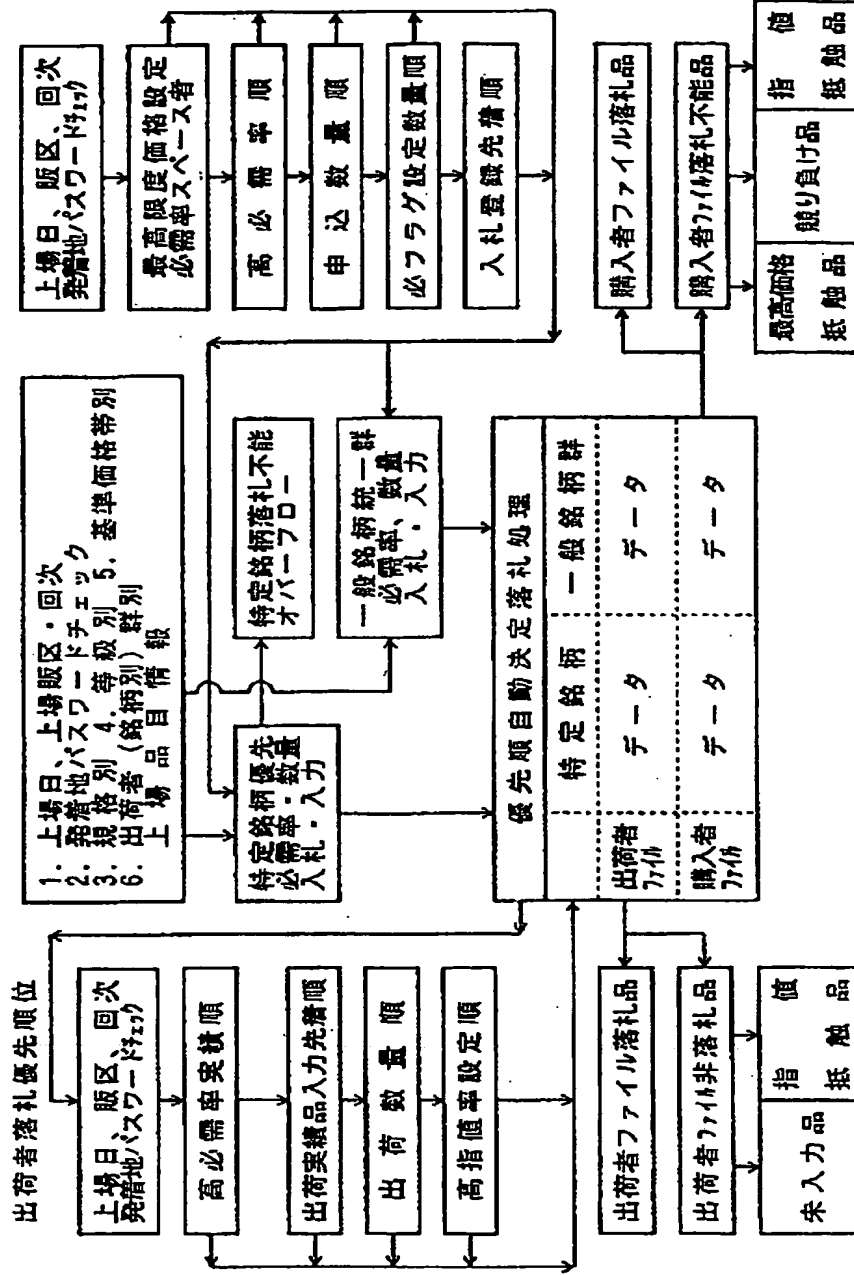 出荷者落札優先順位
上場日、販区、回次
発着地パスワードチェック
高必需率実績順
出荷実績品入力先着順
出荷数量順
高指値率設定順
出荷者ファイル落札品
出荷者ファイル非落札品
未入力品
指値
抵触品
1. 上場日、上場販区・回次
2. 発着地パスワードチェック
3. 規格別 4. 等級別 5. 基準価格帯別
6. 出荷者(銘柄別)群別
上場品目情報
特定銘柄優先
必需率・数量
入札・入力
特定銘柄落札不能
オーバーフロー
一般銘柄統一群
必需率、数量
入札・入力
優先順自動決定落札処理
特定銘柄
一般銘柄群
出荷者
ファイル
データ
データ
購入者
ファイル
データ
データ
上場日、販区、回次
発着地パスワードチェック
最高限度価格設定
必需率スペース者
高必需率順
申込数量順
必フラグ設定数量順
入札登録先着順
購入者ファイル落札品
購入者ファイル落札不能品
最高価格
抵触品
競り負け品
指値
抵触品